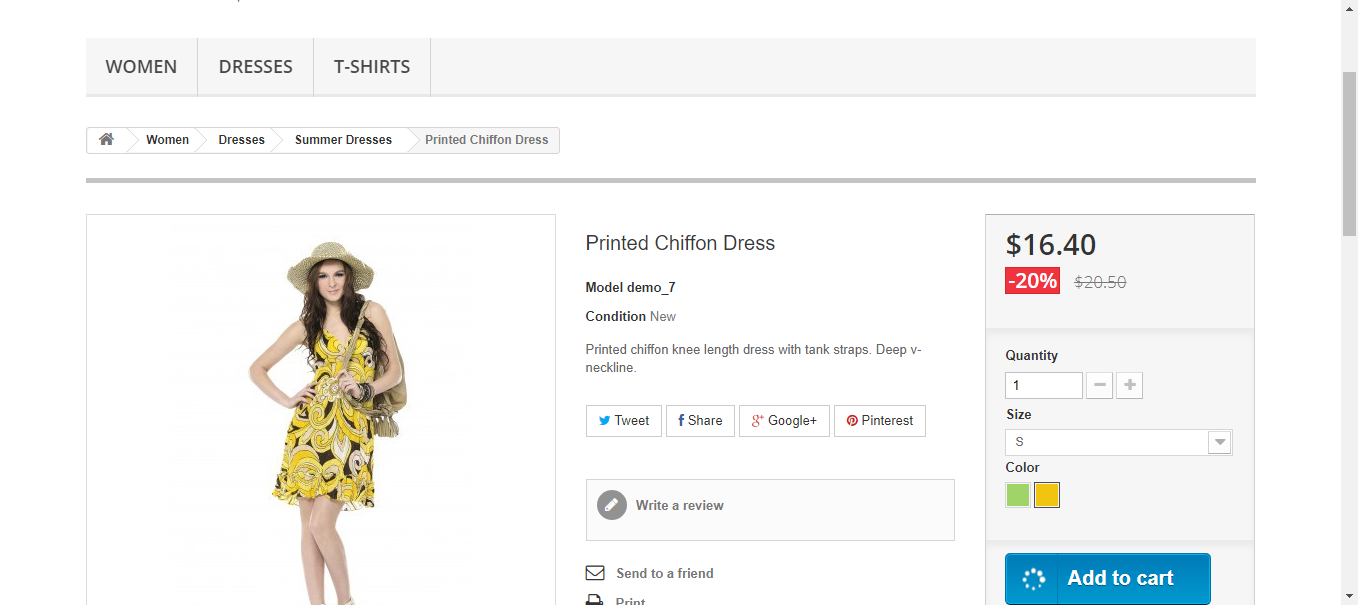 WOMEN DRESSES T-SHIRTS
Women Dresses Summer Dresses Printed Chiffon Dress
Printed Chiffon Dress
Model demo_7
Condition New
Printed chiffon knee length dress with tank straps. Deep v-
neckline.
Tweet Share Google+ Pinterest
Write a review
Send to a friend
Print
$16.40
-20% $20.50
Quantity
1
Size
S
Color
Add to cart